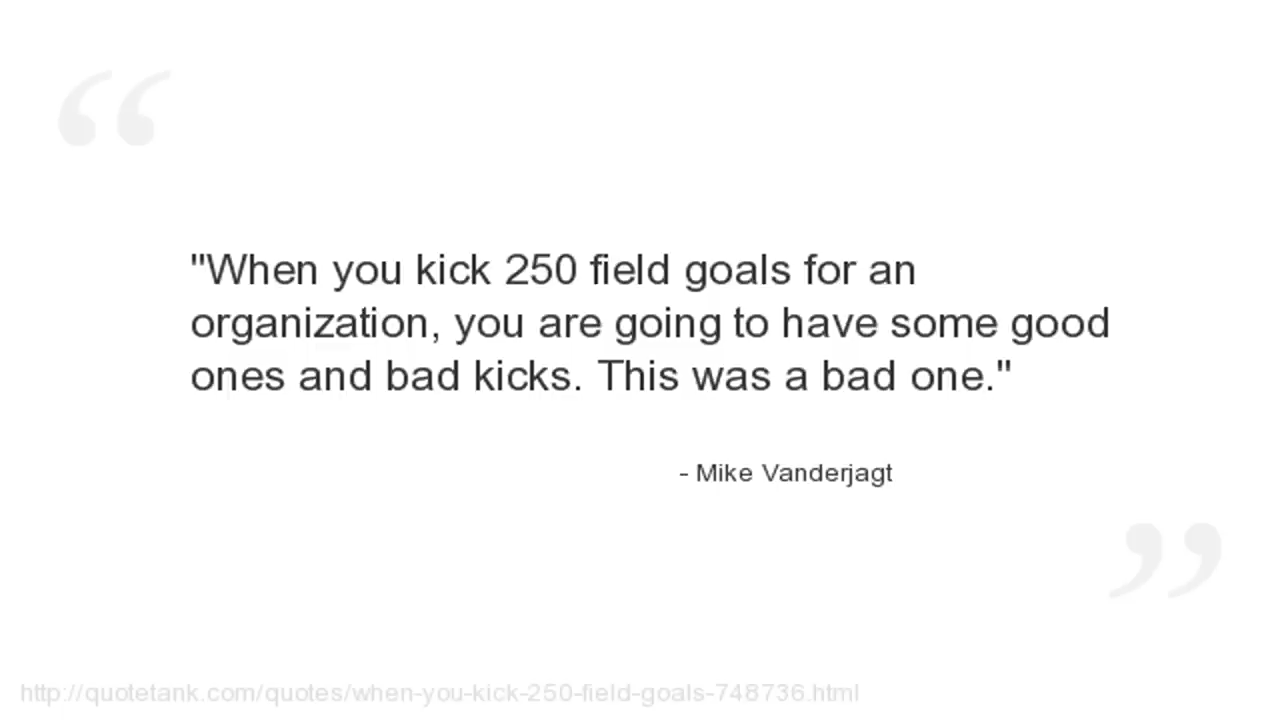 "When you kick 250 field goals for an
organization, you are going to have some good
ones and bad kicks. This was a bad one."
- Mike Vanderjagt
http://quotetank.com/quotes/when-you-kick-250-field-goals-748736.html